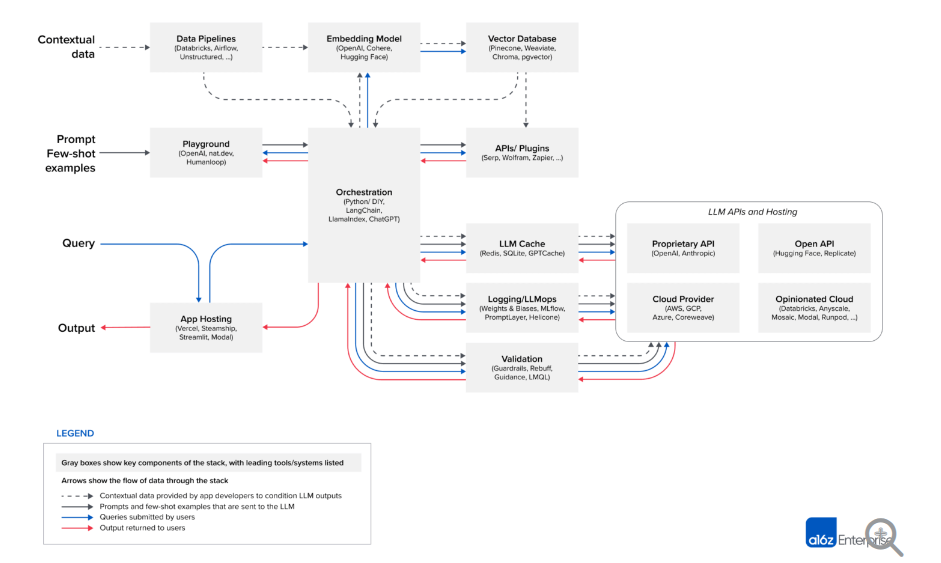 Contextual
data
Data Pipelines
(Databricks, Airflow,
Unstructured, ...)
Embedding Model
(OpenAI, Cohere,
Hugging Face)
Vector Database
(Pinecone, Weaviate,
Chroma, pgvector)
Prompt
Few-shot
examples
Playground
(OpenAI, nat.dev,
Humanloop)
Orchestration
(Python/ DIY,
LangChain,
LlamaIndex, ChatGPT)
APIs/ Plugins
(Serp, Wolfram, Zapier, ...)
Query
Output
App Hosting
(Vercel, Steamship,
Streamlit, Modal)
LLM Cache
(Redis, SQLite, GPTCache)
Logging/LLMops
(Weights & Biases, MLflow,
PromptLayer, Helicone)
Validation
(Guardrails, Rebuff,
Guidance, LMQL)
LLM APIs and Hosting
Proprietary API
(OpenAI, Anthropic)
Open API
(Hugging Face, Replicate)
Cloud Provider
(AWS, GCP,
Azure, Coreweave)
Opinionated Cloud
(Databricks, Anyscale,
Mosaic, Modal, Runpod, ...)
LEGEND
Gray boxes show key components of the stack, with leading tools/systems listed
Arrows show the flow of data through the stack
Contextual data provided by app developers to condition LLM outputs
Prompts and few-shot examples that are sent to the LLM
Queries submitted by users
Output returned to users
a16z Enterprise